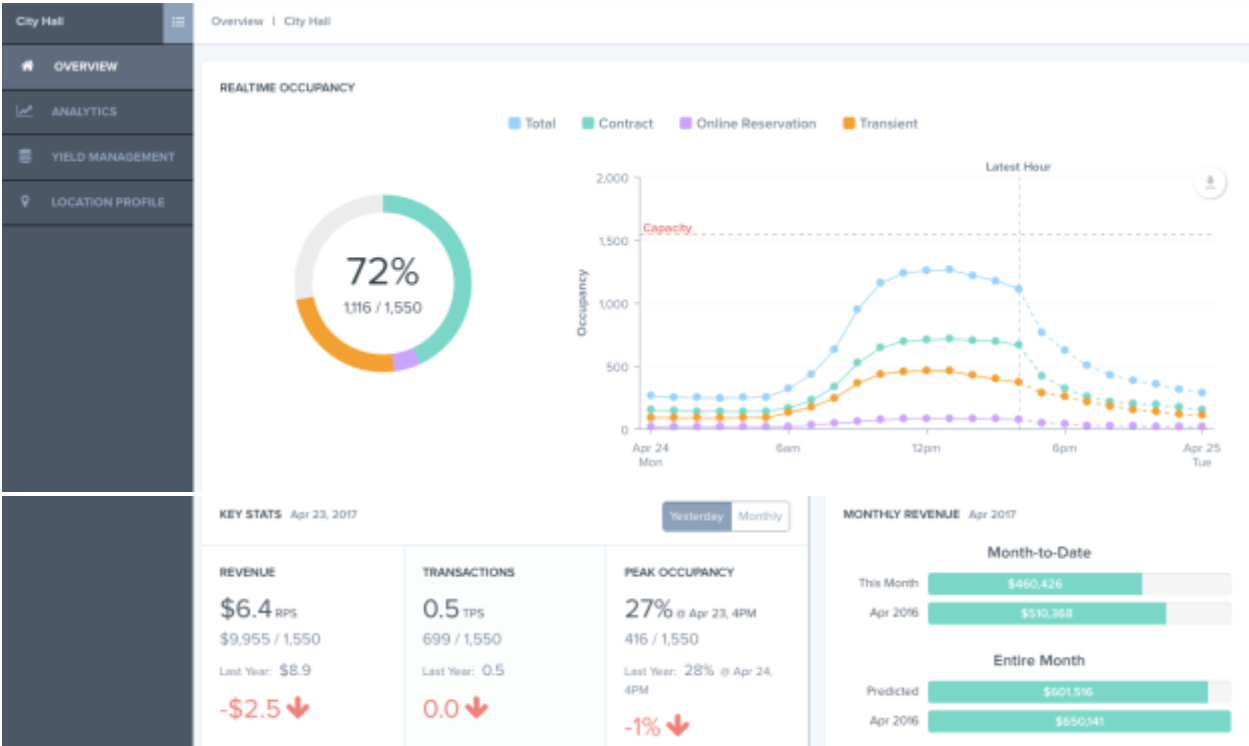 City Hall
Overview | City Hall
OVERVIEW
ANALYTICS
YIELD MANAGEMENT
LOCATION PROFILE
REALTIME OCCUPANCY
Total Contract Online Reservation Transient
72%
1,116 / 1,550
Latest Hour
Capacity
Occupancy
2,000
1,500
1,000
500
0
Apr 24 6am 12pm 6pm Apr 25
Mon Tue
KEY STATS Apr 23, 2017
Yesterday Monthly
REVENUE
$6.4 RPS
$9,955 / 1,550
Last Year: $8.9
-$2.5
TRANSACTIONS
0.5 TPS
699 / 1,550
Last Year: 0.5
0.0
PEAK OCCUPANCY
27% @ Apr 23, 4PM
416 / 1,550
Last Year: 28% @ Apr 24,
4PM
-1%
MONTHLY REVENUE Apr 2017
Month-to-Date
This Month $460,426
Apr 2016 $510,368
Entire Month
Predicted $601,516
Apr 2016 $650,141